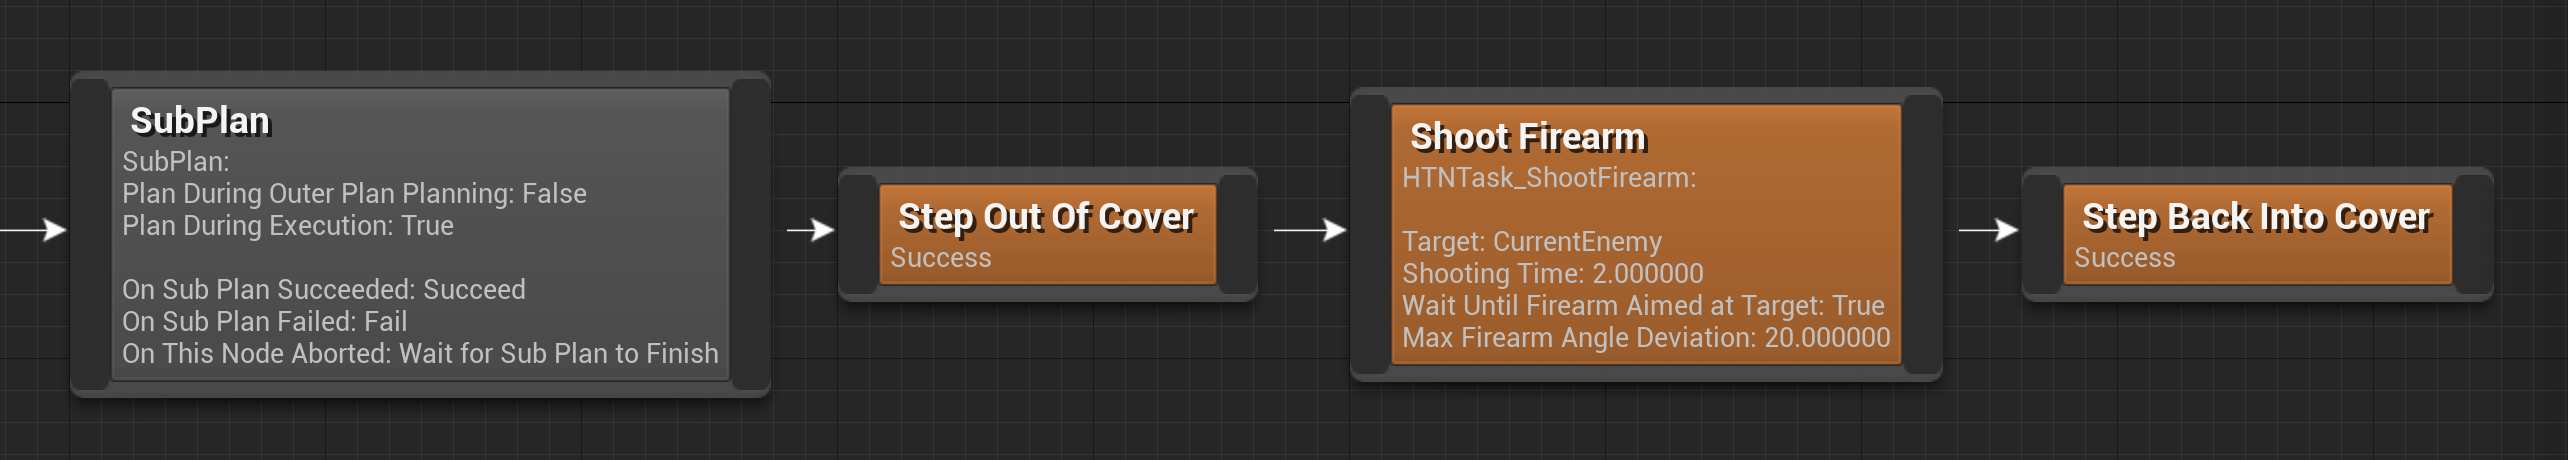 SubPlan
SubPlan:
Plan During Outer Plan Planning: False
Plan During Execution: True
On Sub Plan Succeeded: Succeed
On Sub Plan Failed: Fail
On This Node Aborted: Wait for Sub Plan to Finish
Step Out Of Cover
Success
Shoot Firearm
HTNTask_ShootFirearm:
Target: CurrentEnemy
Shooting Time: 2.000000
Wait Until Firearm Aimed at Target: True
Max Firearm Angle Deviation: 20.000000
Step Back Into Cover
Success